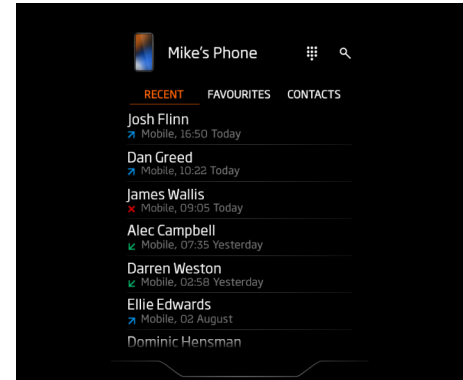 Mike's Phone
RECENT FAVOURITES CONTACTS
Josh Flinn
Mobile, 16:50 Today
Dan Greed
Mobile, 10:22 Today
James Wallis
Mobile, 09:05 Today
Alec Campbell
Mobile, 07:35 Yesterday
Darren Weston
Mobile, 02:58 Yesterday
Ellie Edwards
Mobile, 02 August
Dominic Hensman